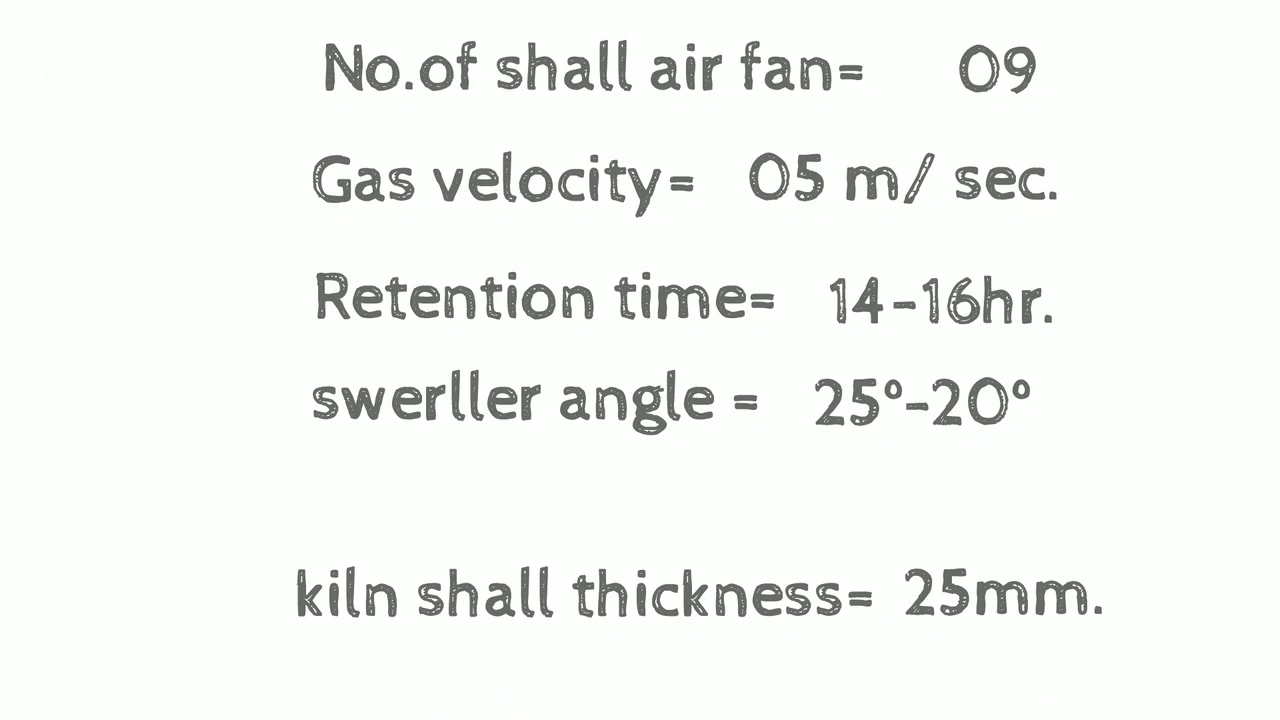 No.of shall air fan= 09
Gas velocity= 05 m/ sec.
Retention time= 14-16hr.
swerller angle = 25°-20°
kiln shall thickness= 25mm.